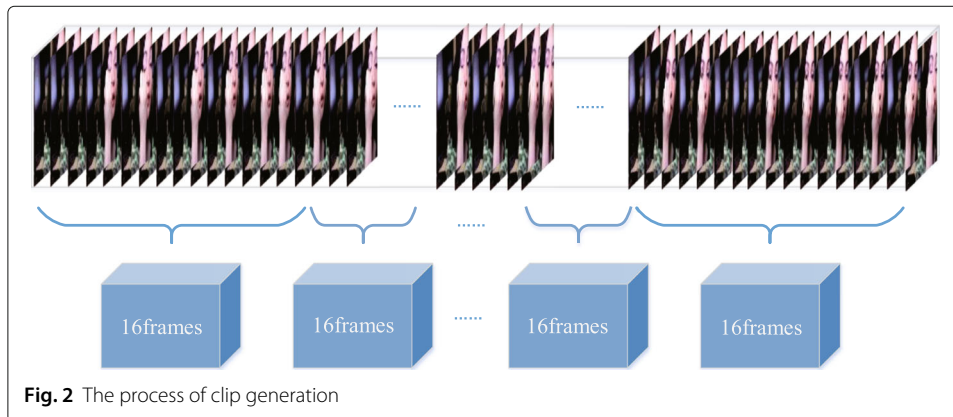 ......
......
......
16frames
16frames
......
16frames
16frames
Fig. 2 The process of clip generation